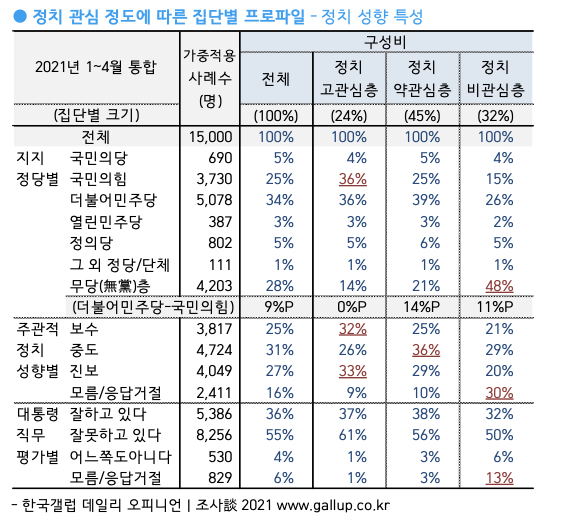 ● 정치 관심 정도에 따른 집단별 프로파일 – 정치 성향 특성
2021년 1~4월 통합 가중적용 사례수 (명) 구성비
전체 정치 고관심층 정치 약관심층 정치 비관심층
(집단별 크기) (100%) (24%) (45%) (32%)
전체 15,000 100% 100% 100% 100%
지지 국민의당 690 5% 4% 5% 4%
정당별 국민의힘 3,730 25% 36% 25% 15%
더불어민주당 5,078 34% 36% 39% 26%
열린민주당 387 3% 3% 3% 2%
정의당 802 5% 5% 6% 5%
그 외 정당/단체 111 1% 1% 1% 1%
무당(無黨)층 4,203 28% 14% 21% 48%
(더불어민주당-국민의힘) 9%P 0%P 14%P 11%P
주관적 보수 3,817 25% 32% 25% 21%
정치 중도 4,724 31% 26% 36% 29%
성향별 진보 4,049 27% 33% 29% 20%
모름/응답거절 2,411 16% 9% 10% 30%
대통령 잘하고 있다 5,386 36% 37% 38% 32%
직무 잘못하고 있다 8,256 55% 61% 56% 50%
평가별 어느쪽도아니다 530 4% 1% 3% 6%
모름/응답거절 829 6% 1% 3% 13%
– 한국갤럽 데일리 오피니언 | 조사談 2021 www.gallup.co.kr